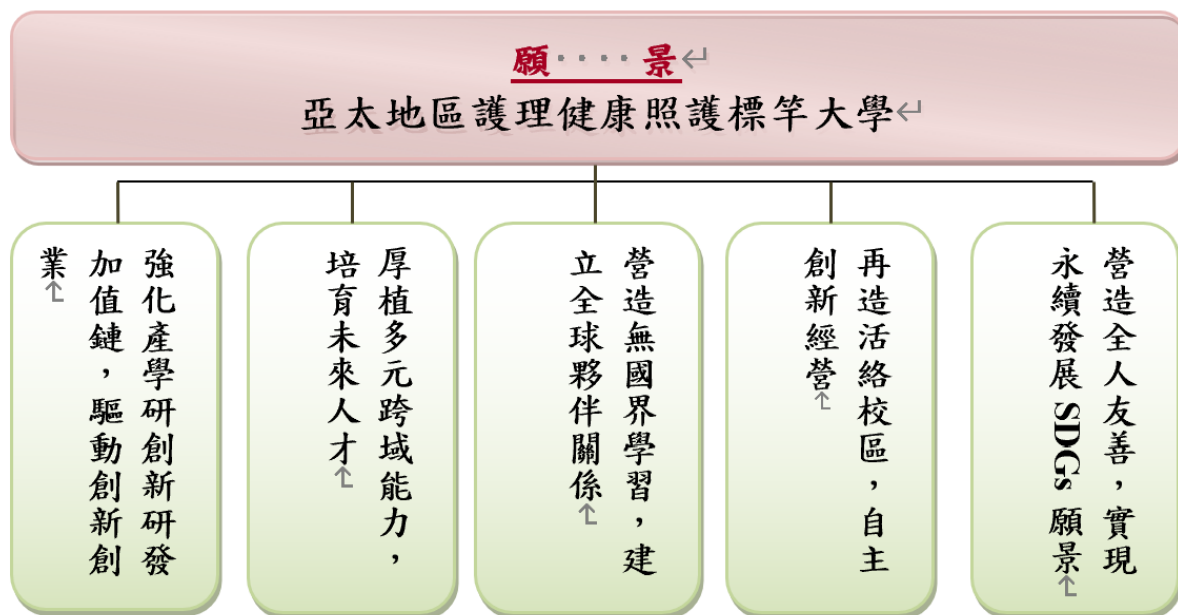 願····景
亞太地區護理健康照護標竿大學
強化產學研創新研發
加值鏈，驅動創新創
業
厚植多元跨域能力，
培育未來人才
營造無國界學習，建
立全球夥伴關係
再造活絡校區，自主
創新經營
營造全人友善，實現
永續發展 SDGs 願景